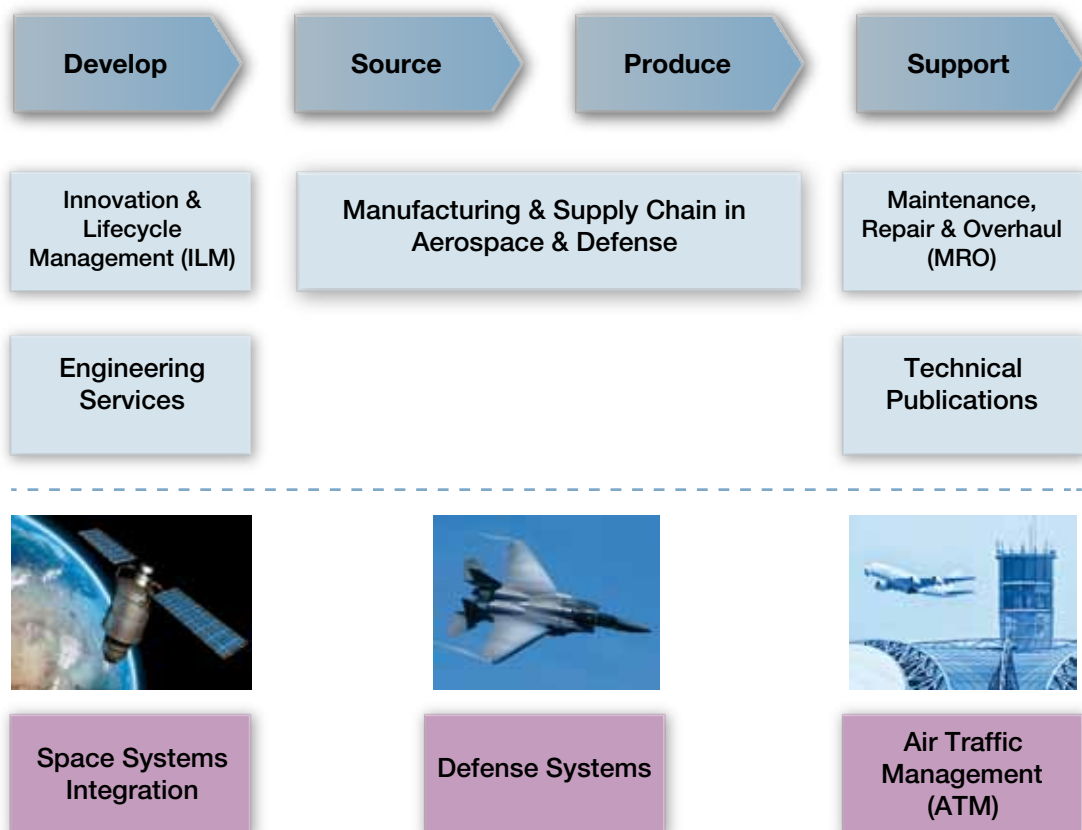 Develop
Source
Produce
Support
Innovation &
Lifecycle
Management (ILM)
Manufacturing & Supply Chain in
Aerospace & Defense
Maintenance,
Repair & Overhaul
(MRO)
Engineering
Services
Technical
Publications
Space Systems
Integration
Defense Systems
Air Traffic
Management
(ATM)